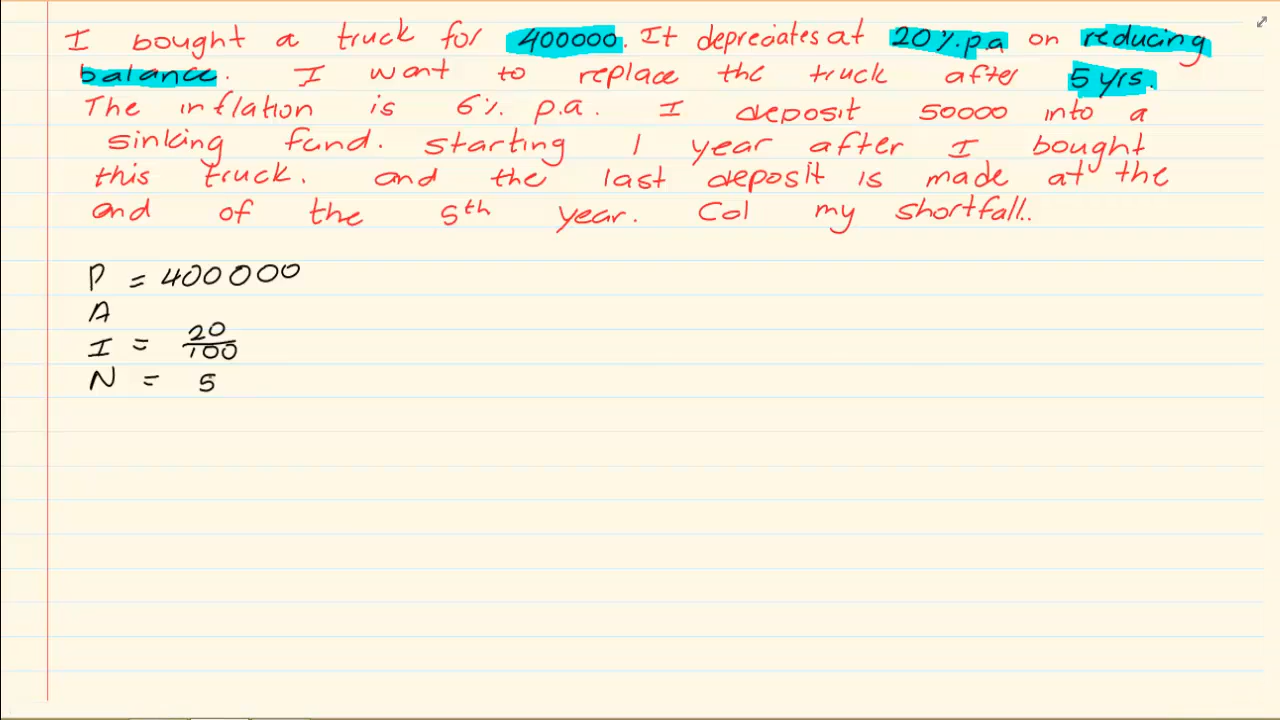 I bought a truck for 400000. It depreciates at 20%.p.a on reducing
balance. I want to replace the truck after 5 yrs.
The inflation is 6% p.a. I deposit 50000 into a
sinking fund. starting 1 year after I bought
this truck. and the last deposit is made at the
end of the 5th year. Cal my shortfall.
P = 400000
A
I = 20/100
N = 5